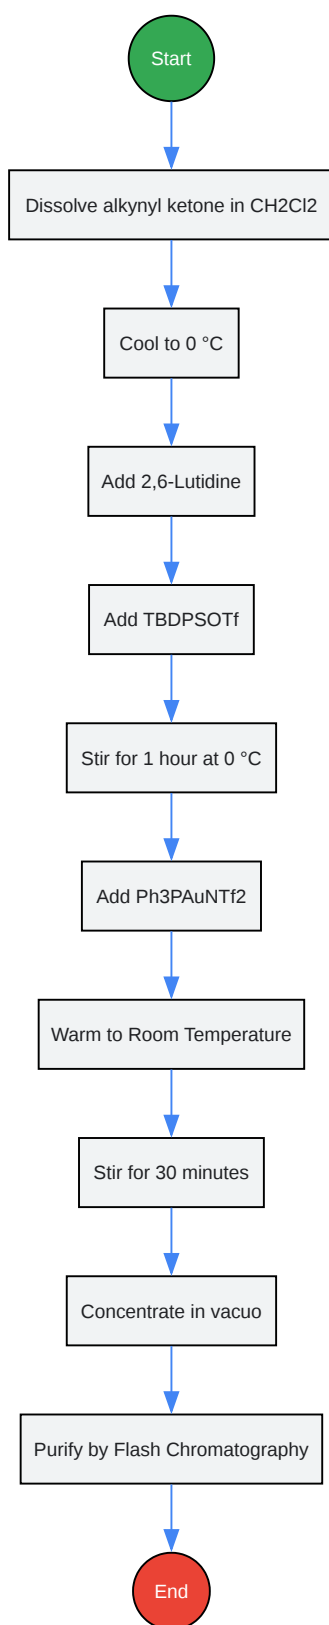 Start
Dissolve alkynyl ketone in CH2Cl2
Cool to 0 °C
Add 2,6-Lutidine
Add TBDPSOTf
Stir for 1 hour at 0 °C
Add Ph3PAuNTf2
Warm to Room Temperature
Stir for 30 minutes
Concentrate in vacuo
Purify by Flash Chromatography
End